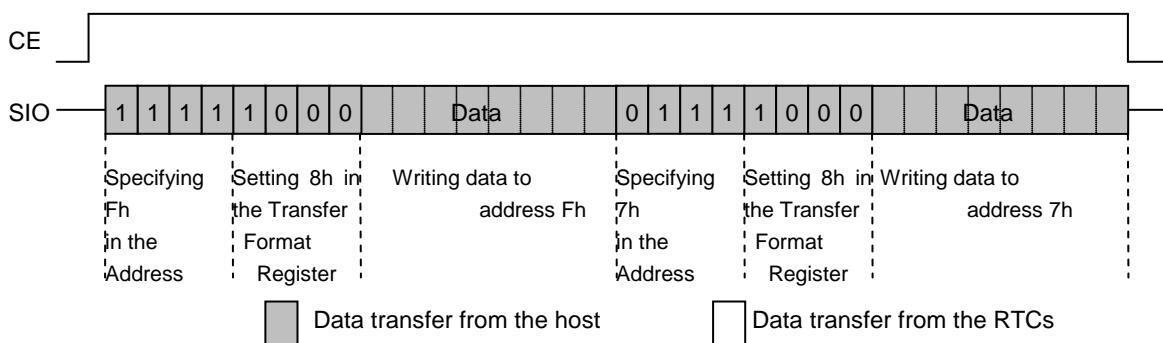 CE
SIO 1 1 1 1 1 0 0 0 Data 0 1 1 1 1 0 0 0 Data
Specifying Setting 8h in Writing data to Specifying Setting 8h in Writing data to
Fh the Transfer address Fh 7h the Transfer address 7h
in the Format in the Format
Address Register Address Register
Data transfer from the host Data transfer from the RTCs